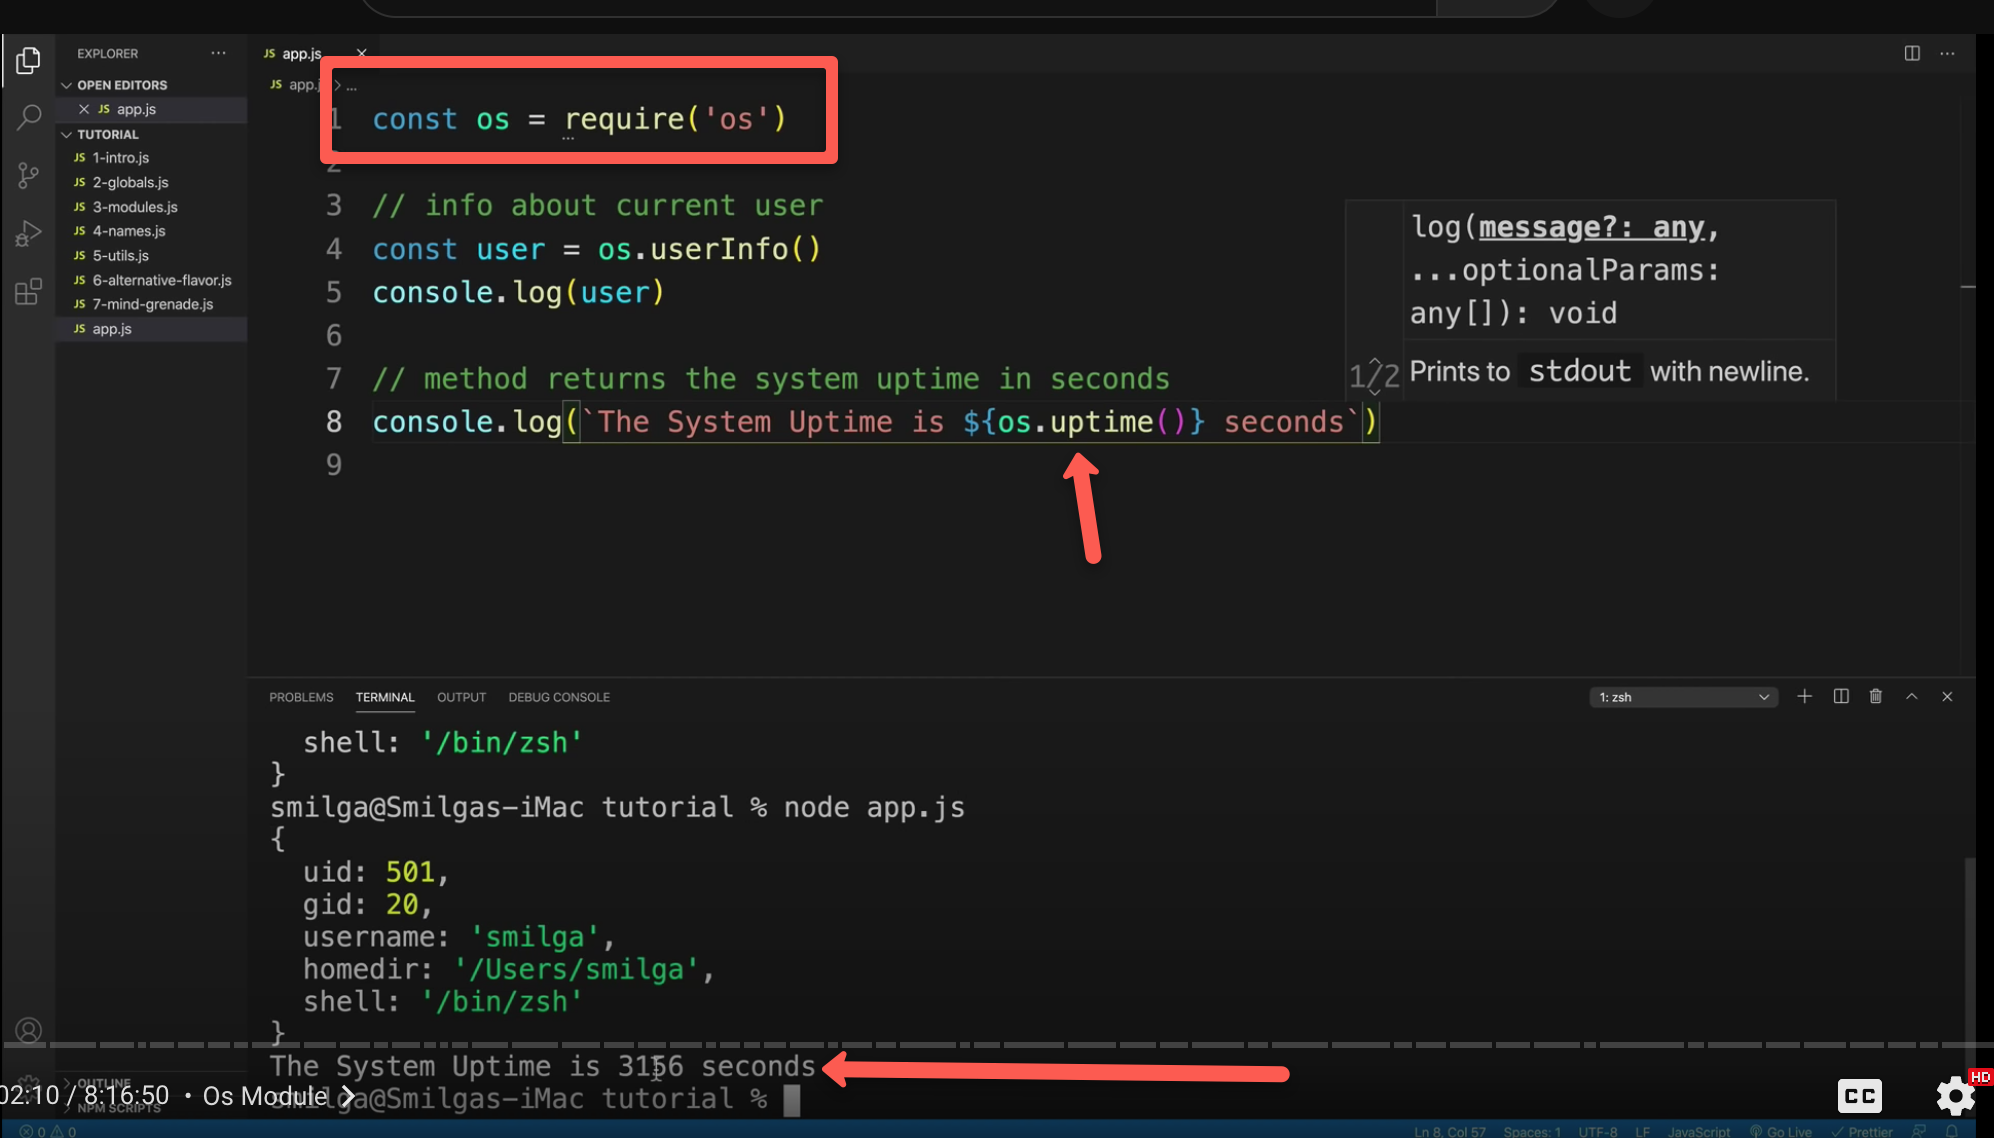 EXPLORER ···
JS app.js ×
OPEN EDITORS
× JS app.js
JS app.j > ...
TUTORIAL
JS 1-intro.js
JS 2-globals.js
JS 3-modules.js
JS 4-names.js
JS 5-utils.js
JS 6-alternative-flavor.js
JS 7-mind-grenade.js
JS app.js
1 const os = require('os')
2
3 // info about current user
4 const user = os.userInfo()
5 console.log(user)
6
7 // method returns the system uptime in seconds
8 console.log(`The System Uptime is ${os.uptime()} seconds`)
9
log(message?: any,
...optionalParams:
any[]): void
1/2 Prints to stdout with newline.
PROBLEMS TERMINAL OUTPUT DEBUG CONSOLE
1: zsh
shell: '/bin/zsh'
}
smilga@Smilgas-iMac tutorial % node app.js
{
uid: 501,
gid: 20,
username: 'smilga',
homedir: '/Users/smilga',
shell: '/bin/zsh'
}
The System Uptime is 3156 seconds
smilga@Smilgas-iMac tutorial %
OUTLINE
02:10 / 8:16:50 • Os Module >
NPM SCRIPTS
CC HD
0 0
Ln 8, Col 57 Spaces: 1 UTF-8 LF JavaScript Go Live Prettier